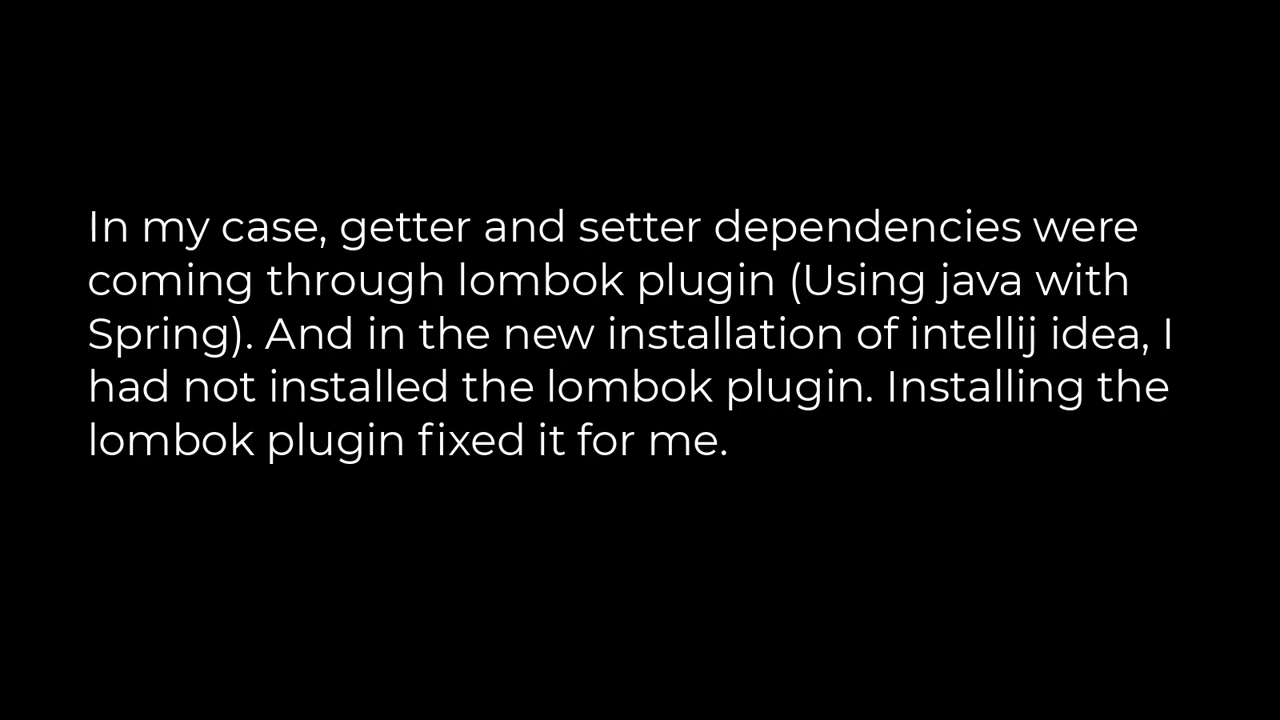 In my case, getter and setter dependencies were
coming through lombok plugin (Using java with
Spring). And in the new installation of intellij idea, I
had not installed the lombok plugin. Installing the
lombok plugin fixed it for me.